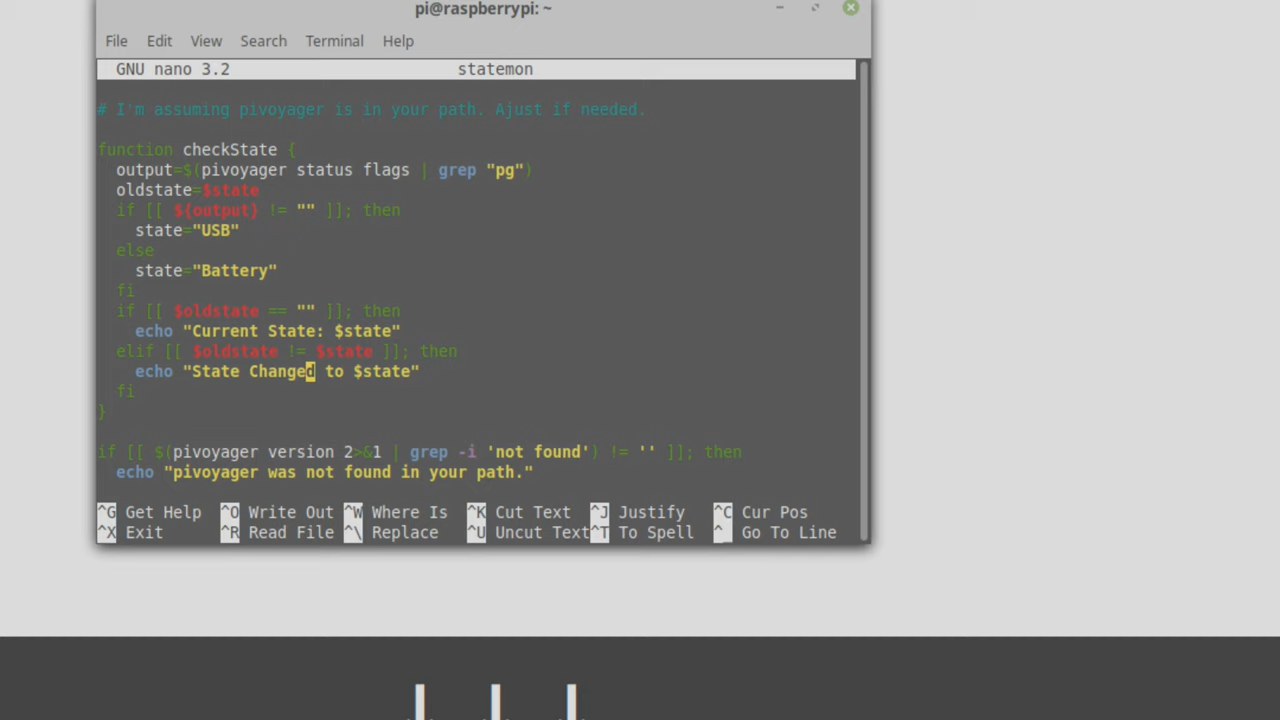 pi@raspberrypi: ~
File Edit View Search Terminal Help
GNU nano 3.2 statemon
# I'm assuming pivoyager is in your path. Ajust if needed.
function checkState {
output=$(pivoyager status flags | grep "pg")
oldstate=$state
if [[ ${output} != "" ]]; then
state="USB"
else
state="Battery"
fi
if [[ $oldstate == "" ]]; then
echo "Current State: $state"
elif [[ $oldstate != $state ]]; then
echo "State Changed to $state"
fi
}
if [[ $(pivoyager version 2>&1 | grep -i 'not found') != '' ]]; then
echo "pivoyager was not found in your path."
^G Get Help ^O Write Out ^W Where Is ^K Cut Text ^J Justify ^C Cur Pos
^X Exit ^R Read File ^\ Replace ^U Uncut Text ^T To Spell ^_ Go To Line